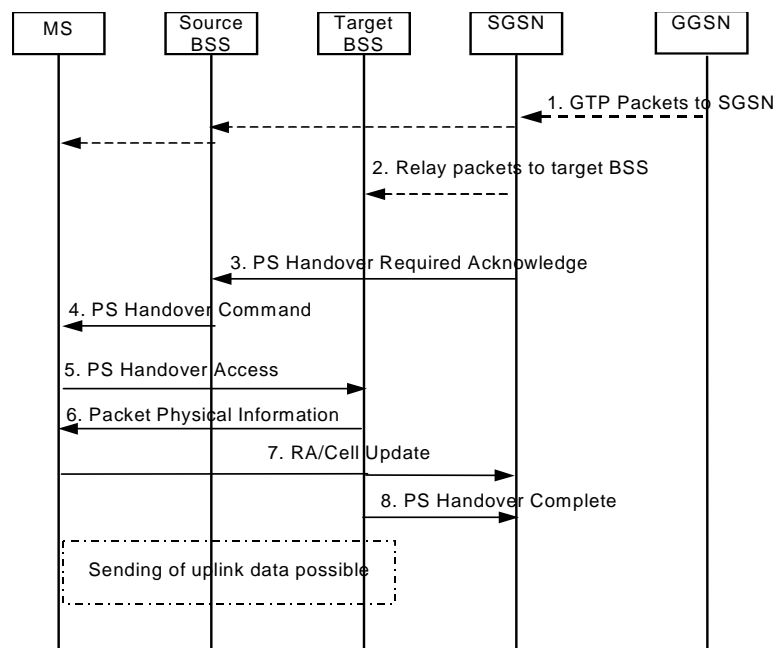 MS
Source
BSS
Target
BSS
SGSN
GGSN
1. GTP Packets to SGSN
2. Relay packets to target BSS
3. PS Handover Required Acknowledge
4. PS Handover Command
5. PS Handover Access
6. Packet Physical Information
7. RA/Cell Update
8. PS Handover Complete
Sending of uplink data possible